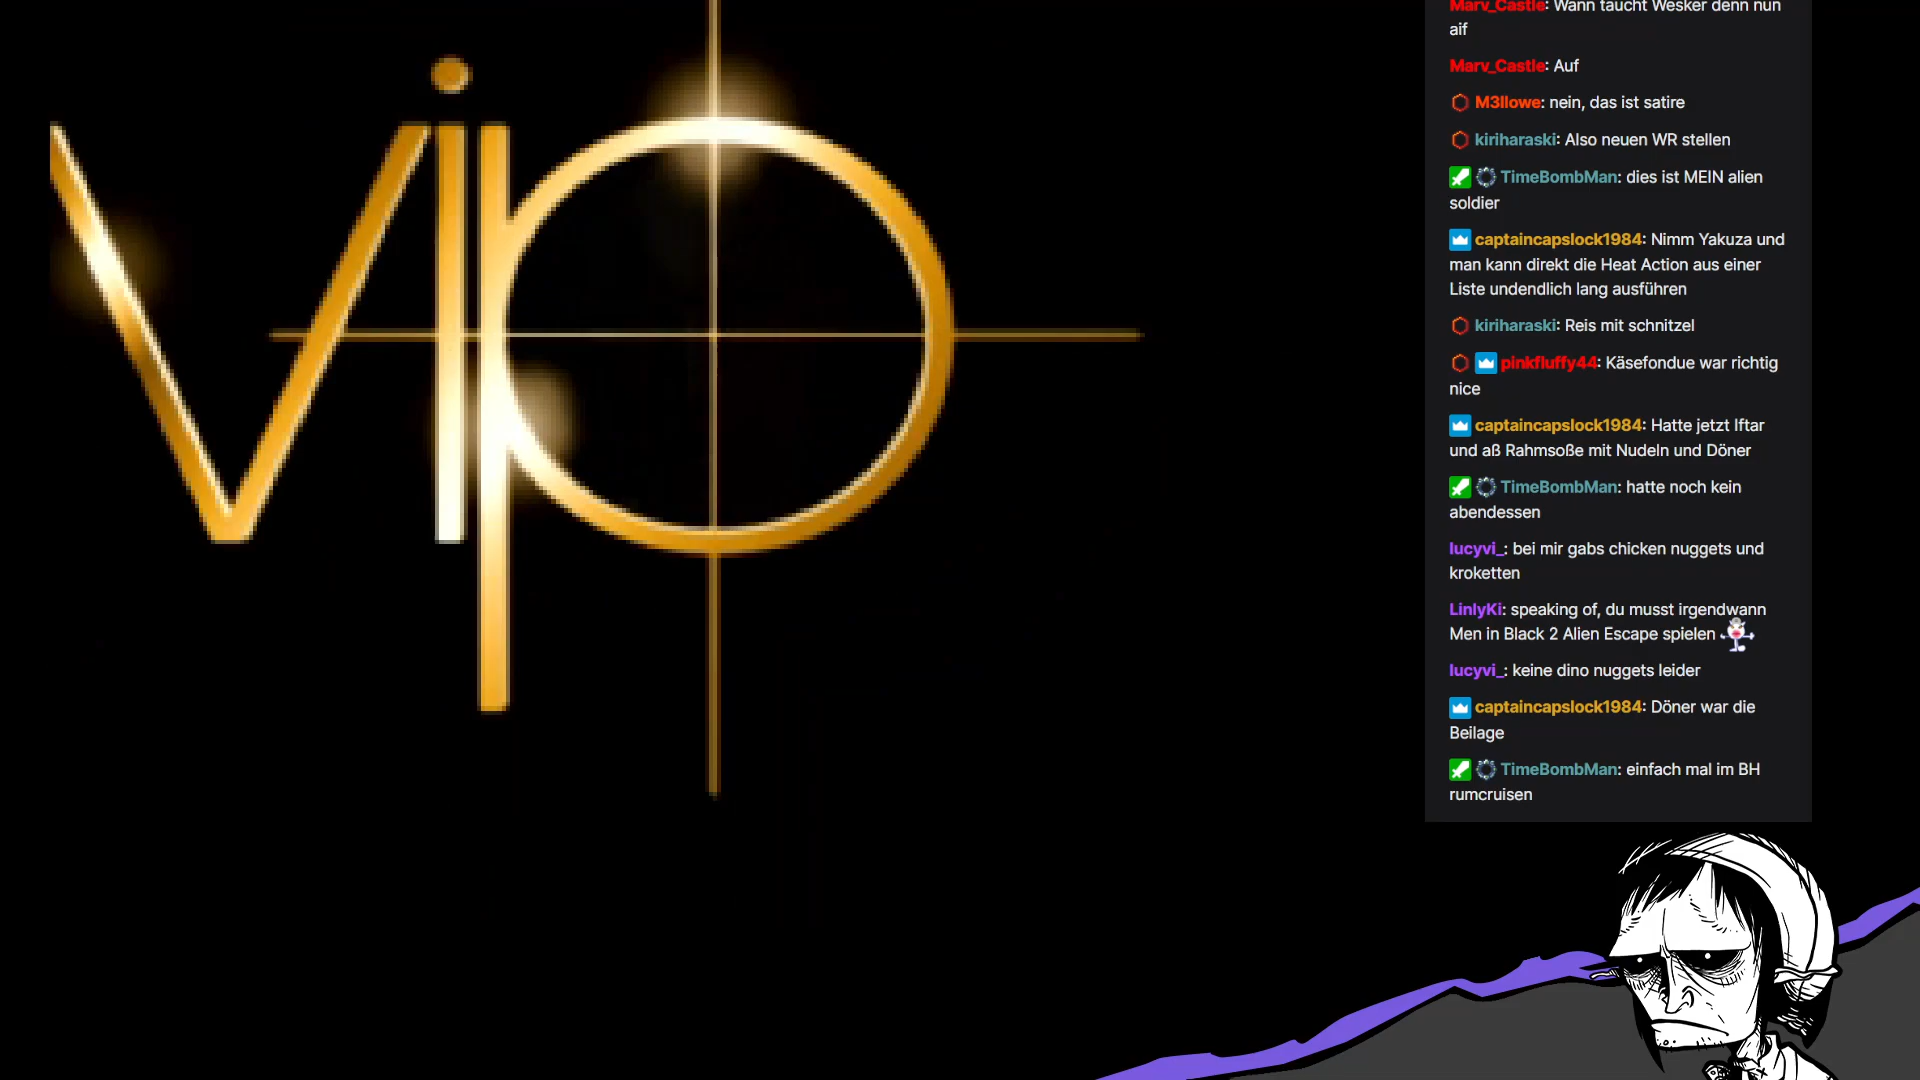 vip
Marv_Castle: Wann taucht Wesker denn nun
aif
Marv_Castle: Auf
M3llowe: nein, das ist satire
kiriharaski: Also neuen WR stellen
TimeBombMan: dies ist MEIN alien
soldier
captaincapslock1984: Nimm Yakuza und
man kann direkt die Heat Action aus einer
Liste undendlich lang ausführen
kiriharaski: Reis mit schnitzel
pinkfluffy44: Käsefondue war richtig
nice
captaincapslock1984: Hatte jetzt Iftar
und aß Rahmsoße mit Nudeln und Döner
TimeBombMan: hatte noch kein
abendessen
lucyvi_: bei mir gabs chicken nuggets und
kroketten
LinlyKi: speaking of, du musst irgendwann
Men in Black 2 Alien Escape spielen
lucyvi_: keine dino nuggets leider
captaincapslock1984: Döner war die
Beilage
TimeBombMan: einfach mal im BH
rumcruisen